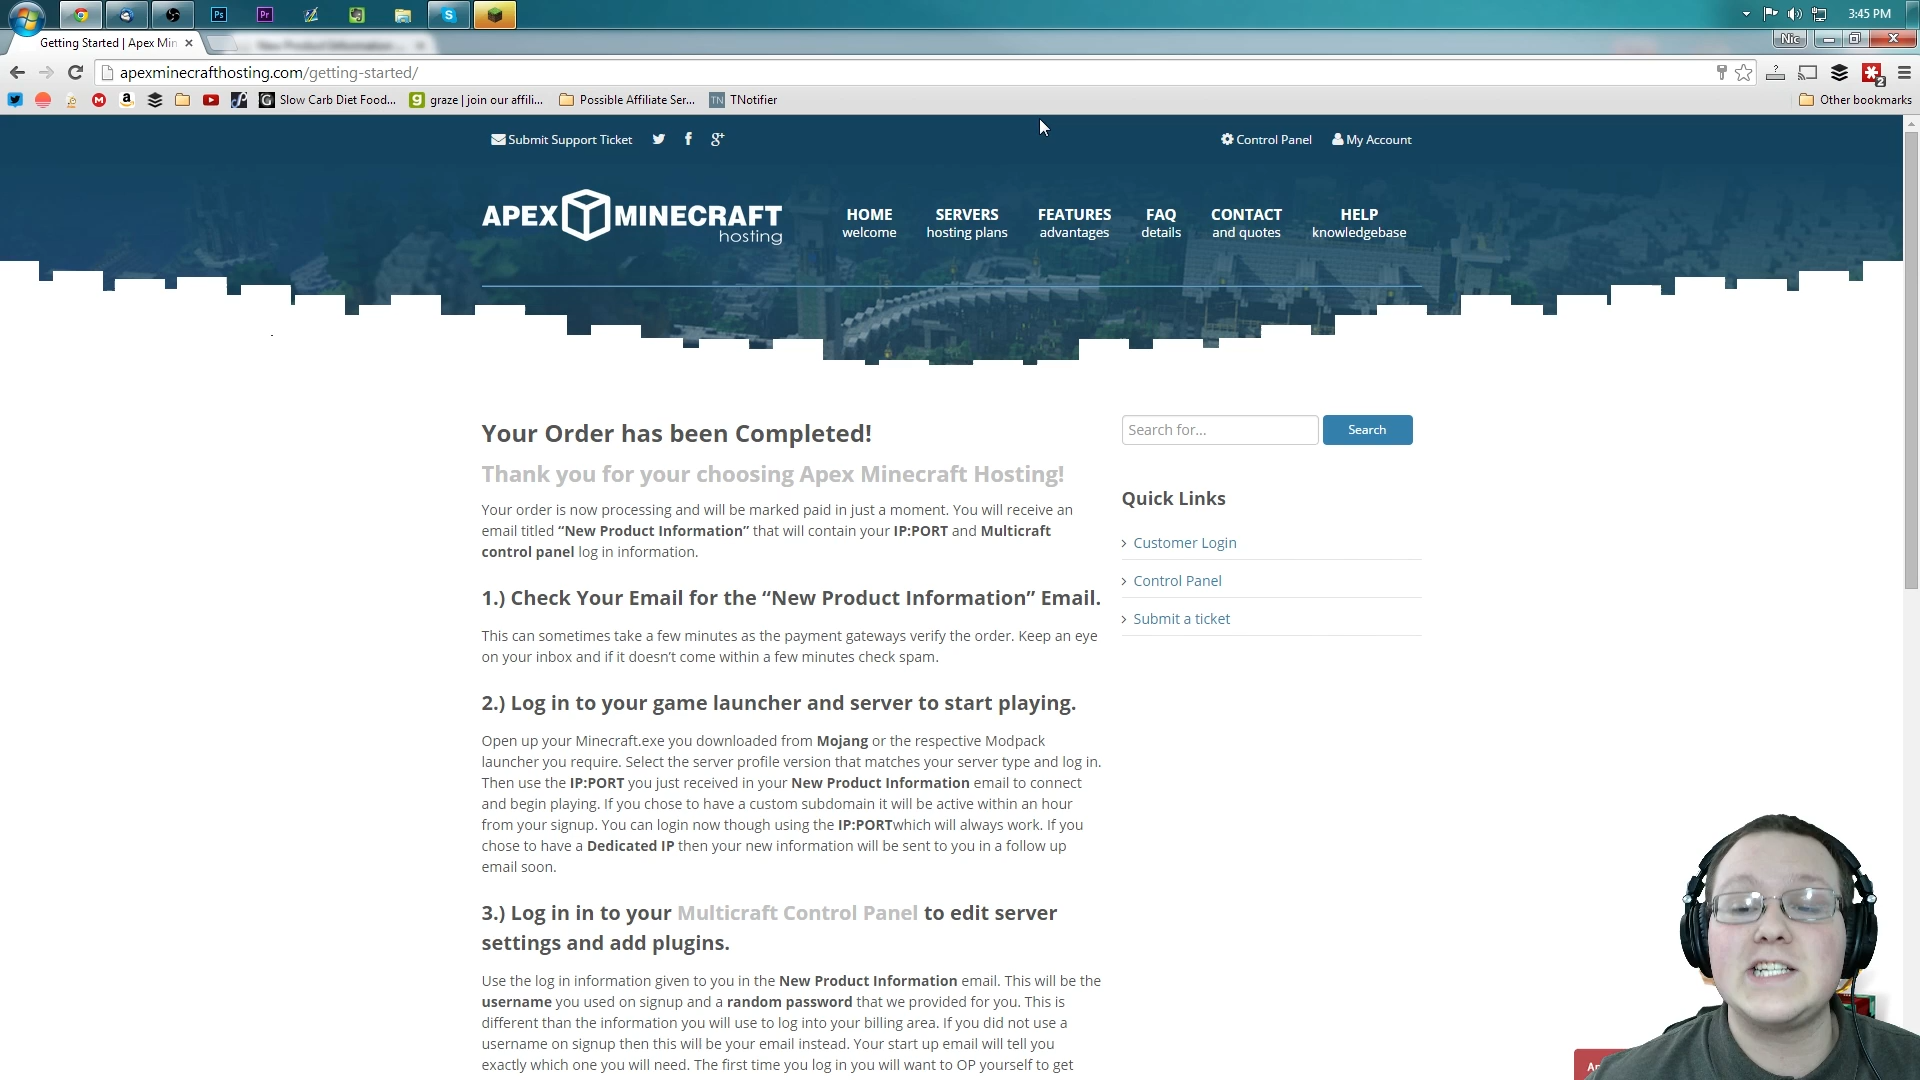 3:45 PM
Getting Started | Apex Min
Nic
apexminecrafthosting.com/getting-started/
Slow Carb Diet Food...
graze | join our affili...
Possible Affiliate Ser...
TN
TNotifier
Other bookmarks
Submit Support Ticket
Control Panel
My Account
APEX MINECRAFT
hosting
HOME
welcome
SERVERS
hosting plans
FEATURES
advantages
FAQ
details
CONTACT
and quotes
HELP
knowledgebase
Your Order has been Completed!
Thank you for your choosing Apex Minecraft Hosting!
Your order is now processing and will be marked paid in just a moment. You will receive an
email titled “New Product Information” that will contain your IP:PORT and Multicraft
control panel log in information.
1.) Check Your Email for the “New Product Information” Email.
This can sometimes take a few minutes as the payment gateways verify the order. Keep an eye
on your inbox and if it doesn’t come within a few minutes check spam.
2.) Log in to your game launcher and server to start playing.
Open up your Minecraft.exe you downloaded from Mojang or the respective Modpack
launcher you require. Select the server profile version that matches your server type and log in.
Then use the IP:PORT you just received in your New Product Information email to connect
and begin playing. If you chose to have a custom subdomain it will be active within an hour
from your signup. You can login now though using the IP:PORTwhich will always work. If you
chose to have a Dedicated IP then your new information will be sent to you in a follow up
email soon.
3.) Log in in to your Multicraft Control Panel to edit server
settings and add plugins.
Use the log in information given to you in the New Product Information email. This will be the
username you used on signup and a random password that we provided for you. This is
different than the information you will use to log into your billing area. If you did not use a
username on signup then this will be your email instead. Your start up email will tell you
exactly which one you will need. The first time you log in you will want to OP yourself to get
Search for...
Search
Quick Links
Customer Login
Control Panel
Submit a ticket